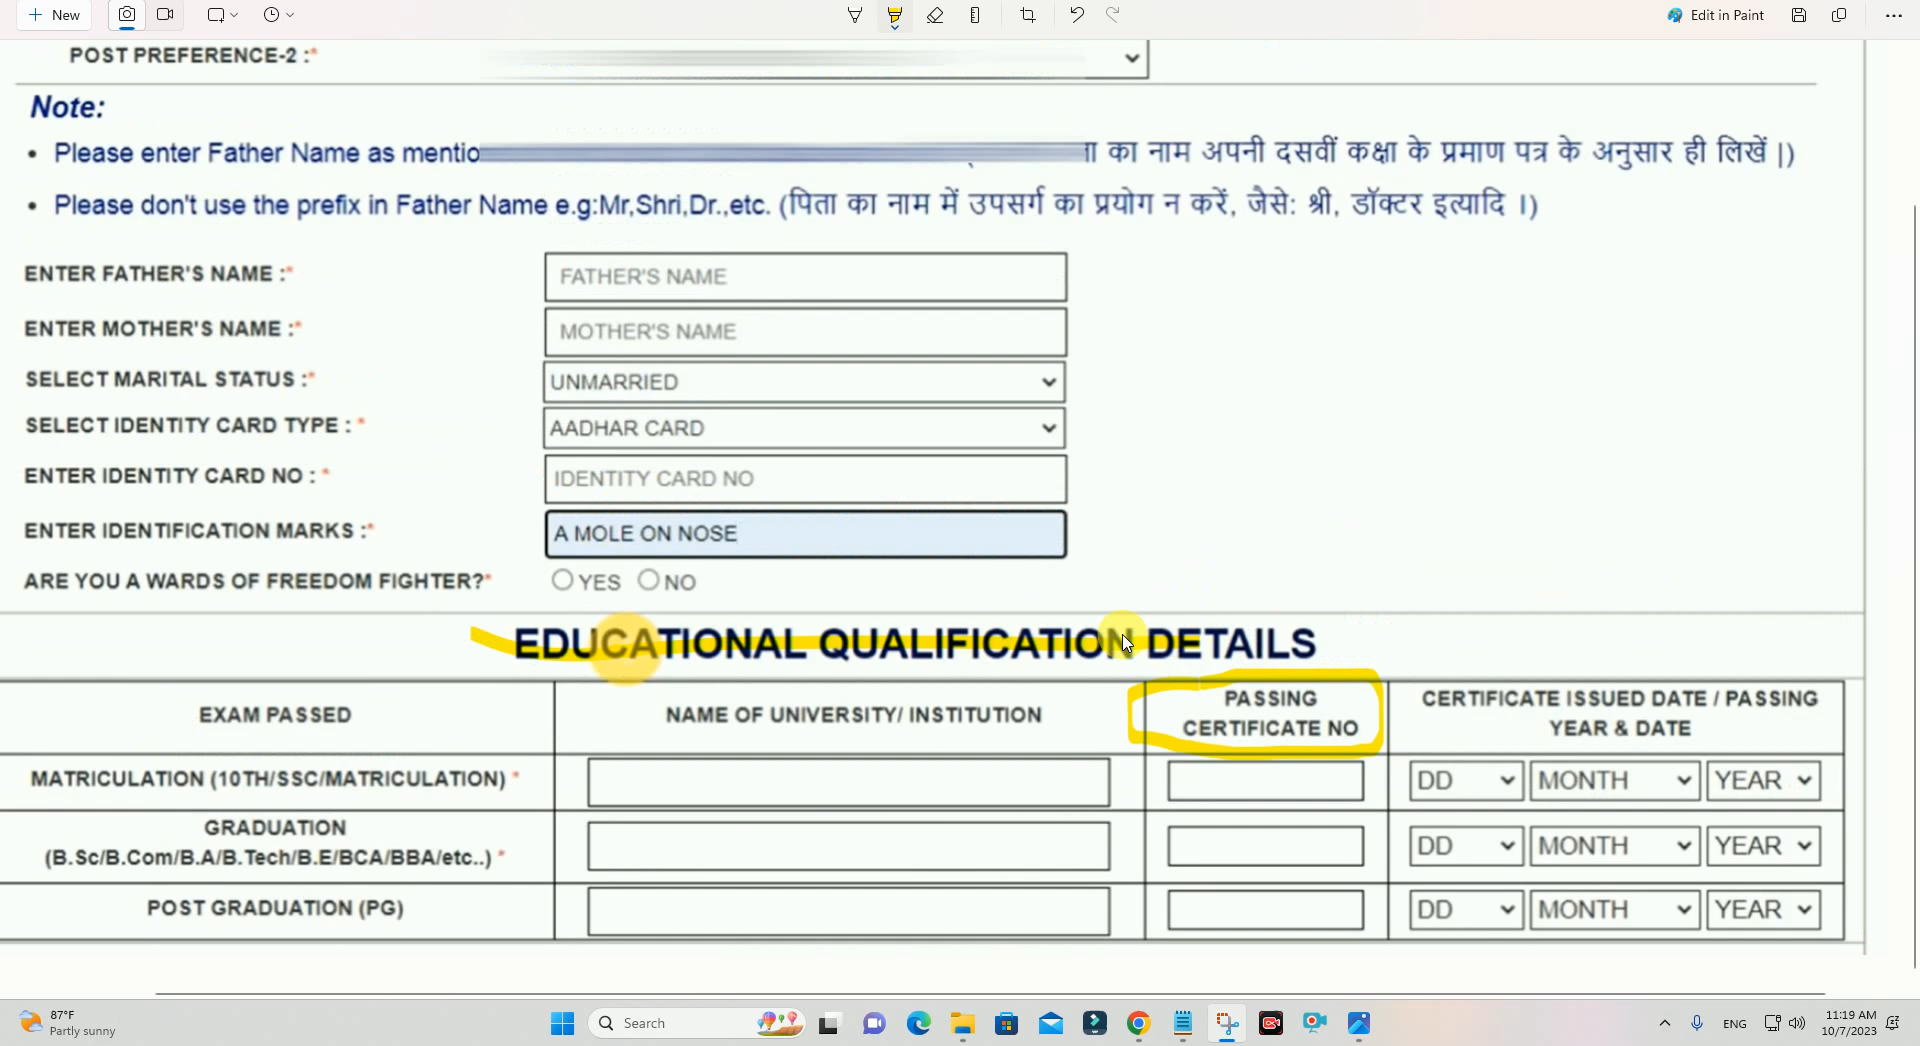 New
Edit in Paint
POST PREFERENCE-2 :*
Note:
• Please enter Father Name as mentio का नाम अपनी दसवीं कक्षा के प्रमाण पत्र के अनुसार ही लिखें |)
• Please don't use the prefix in Father Name e.g:Mr,Shri,Dr.,etc. (पिता का नाम में उपसर्ग का प्रयोग न करें, जैसे: श्री, डॉक्टर इत्यादि ।)
ENTER FATHER'S NAME :* FATHER'S NAME
ENTER MOTHER'S NAME :* MOTHER'S NAME
SELECT MARITAL STATUS :* UNMARRIED
SELECT IDENTITY CARD TYPE : * AADHAR CARD
ENTER IDENTITY CARD NO : * IDENTITY CARD NO
ENTER IDENTIFICATION MARKS :* A MOLE ON NOSE
ARE YOU A WARDS OF FREEDOM FIGHTER?* YES NO
EDUCATIONAL QUALIFICATION DETAILS
EXAM PASSED
NAME OF UNIVERSITY/ INSTITUTION
PASSING
CERTIFICATE NO
CERTIFICATE ISSUED DATE / PASSING
YEAR & DATE
MATRICULATION (10TH/SSC/MATRICULATION) * DD MONTH YEAR
GRADUATION
(B.Sc/B.Com/B.A/B.Tech/B.E/BCA/BBA/etc..) * DD MONTH YEAR
POST GRADUATION (PG) DD MONTH YEAR
87°F
Partly sunny
Search
ENG
11:19 AM
10/7/2023